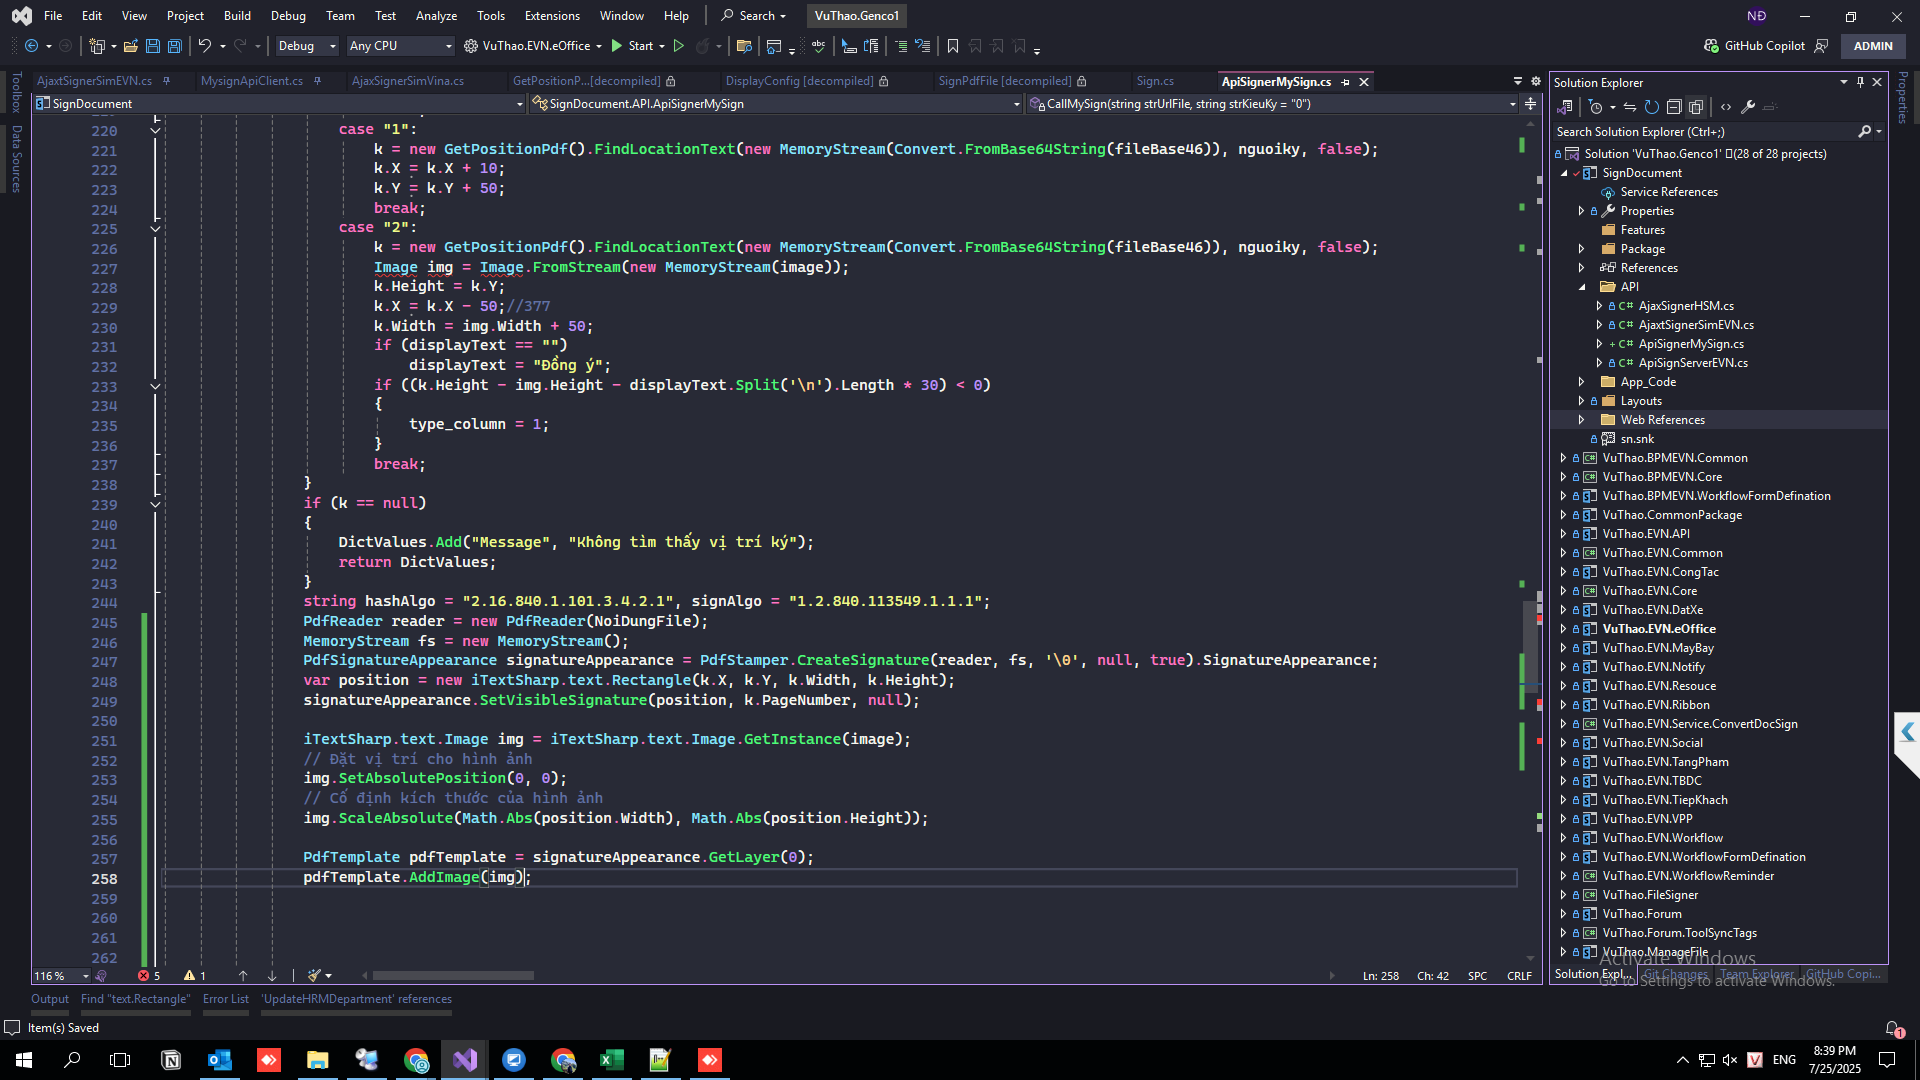 File Edit View Project Build Debug Team Test Analyze Tools Extensions Window Help Search VuThao.Genco1 NĐ
Debug Any CPU VuThao.EVN.eOffice Start GitHub Copilot ADMIN
Toolbox
Data Sources
AjaxtSignerSimEVN.cs MysignApiClient.cs AjaxSignerSimVina.cs GetPositionP...[decompiled] DisplayConfig [decompiled] SignPdfFile [decompiled] Sign.cs ApiSignerMySign.cs
SignDocument SignDocument.API.ApiSignerMySign CallMySign(string strUrlFile, string strKieuKy = "0")
220 case "1":
221 k = new GetPositionPdf().FindLocationText(new MemoryStream(Convert.FromBase64String(fileBase46)), nguoiky, false);
222 k.X = k.X + 10;
223 k.Y = k.Y + 50;
224 break;
225 case "2":
226 k = new GetPositionPdf().FindLocationText(new MemoryStream(Convert.FromBase64String(fileBase46)), nguoiky, false);
227 Image img = Image.FromStream(new MemoryStream(image));
228 k.Height = k.Y;
229 k.X = k.X - 50;//377
230 k.Width = img.Width + 50;
231 if (displayText == "")
232 displayText = "Đồng ý";
233 if ((k.Height - img.Height - displayText.Split('\n').Length * 30) < 0)
234 {
235 type_column = 1;
236 }
237 break;
238 }
239 if (k == null)
240 {
241 DictValues.Add("Message", "Không tìm thấy vị trí ký");
242 return DictValues;
243 }
244 string hashAlgo = "2.16.840.1.101.3.4.2.1", signAlgo = "1.2.840.113549.1.1.1";
245 PdfReader reader = new PdfReader(NoiDungFile);
246 MemoryStream fs = new MemoryStream();
247 PdfSignatureAppearance signatureAppearance = PdfStamper.CreateSignature(reader, fs, '\0', null, true).SignatureAppearance;
248 var position = new iTextSharp.text.Rectangle(k.X, k.Y, k.Width, k.Height);
249 signatureAppearance.SetVisibleSignature(position, k.PageNumber, null);
250
251 iTextSharp.text.Image img = iTextSharp.text.Image.GetInstance(image);
252 // Đặt vị trí cho hình ảnh
253 img.SetAbsolutePosition(0, 0);
254 // Cố định kích thước của hình ảnh
255 img.ScaleAbsolute(Math.Abs(position.Width), Math.Abs(position.Height));
256
257 PdfTemplate pdfTemplate = signatureAppearance.GetLayer(0);
258 pdfTemplate.AddImage(img);
259
260
261
262
116 % 5 1 Ln: 258 Ch: 42 SPC CRLF
Output Find "text.Rectangle" Error List 'UpdateHRMDepartment' references
Item(s) Saved
Solution Explorer
Search Solution Explorer (Ctrl+;)
Solution 'VuThao.Genco1' (28 of 28 projects)
SignDocument
Service References
Properties
Features
Package
References
API
AjaxSignerHSM.cs
AjaxtSignerSimEVN.cs
ApiSignerMySign.cs
ApiSignServerEVN.cs
App_Code
Layouts
Web References
sn.snk
VuThao.BPMEVN.Common
VuThao.BPMEVN.Core
VuThao.BPMEVN.WorkflowFormDefination
VuThao.CommonPackage
VuThao.EVN.API
VuThao.EVN.Common
VuThao.EVN.CongTac
VuThao.EVN.Core
VuThao.EVN.DatXe
VuThao.EVN.eOffice
VuThao.EVN.MayBay
VuThao.EVN.Notify
VuThao.EVN.Resouce
VuThao.EVN.Ribbon
VuThao.EVN.Service.ConvertDocSign
VuThao.EVN.Social
VuThao.EVN.TangPham
VuThao.EVN.TBDC
VuThao.EVN.TiepKhach
VuThao.EVN.VPP
VuThao.EVN.Workflow
VuThao.EVN.WorkflowFormDefination
VuThao.EVN.WorkflowReminder
VuThao.FileSigner
VuThao.Forum
VuThao.Forum.ToolSyncTags
VuThao.ManageFile
Solution Expl... Git Changes Team Explorer GitHub Copi...
Activate Windows
Go to Settings to activate Windows.
Properties
1
ENG
8:39 PM
7/25/2025